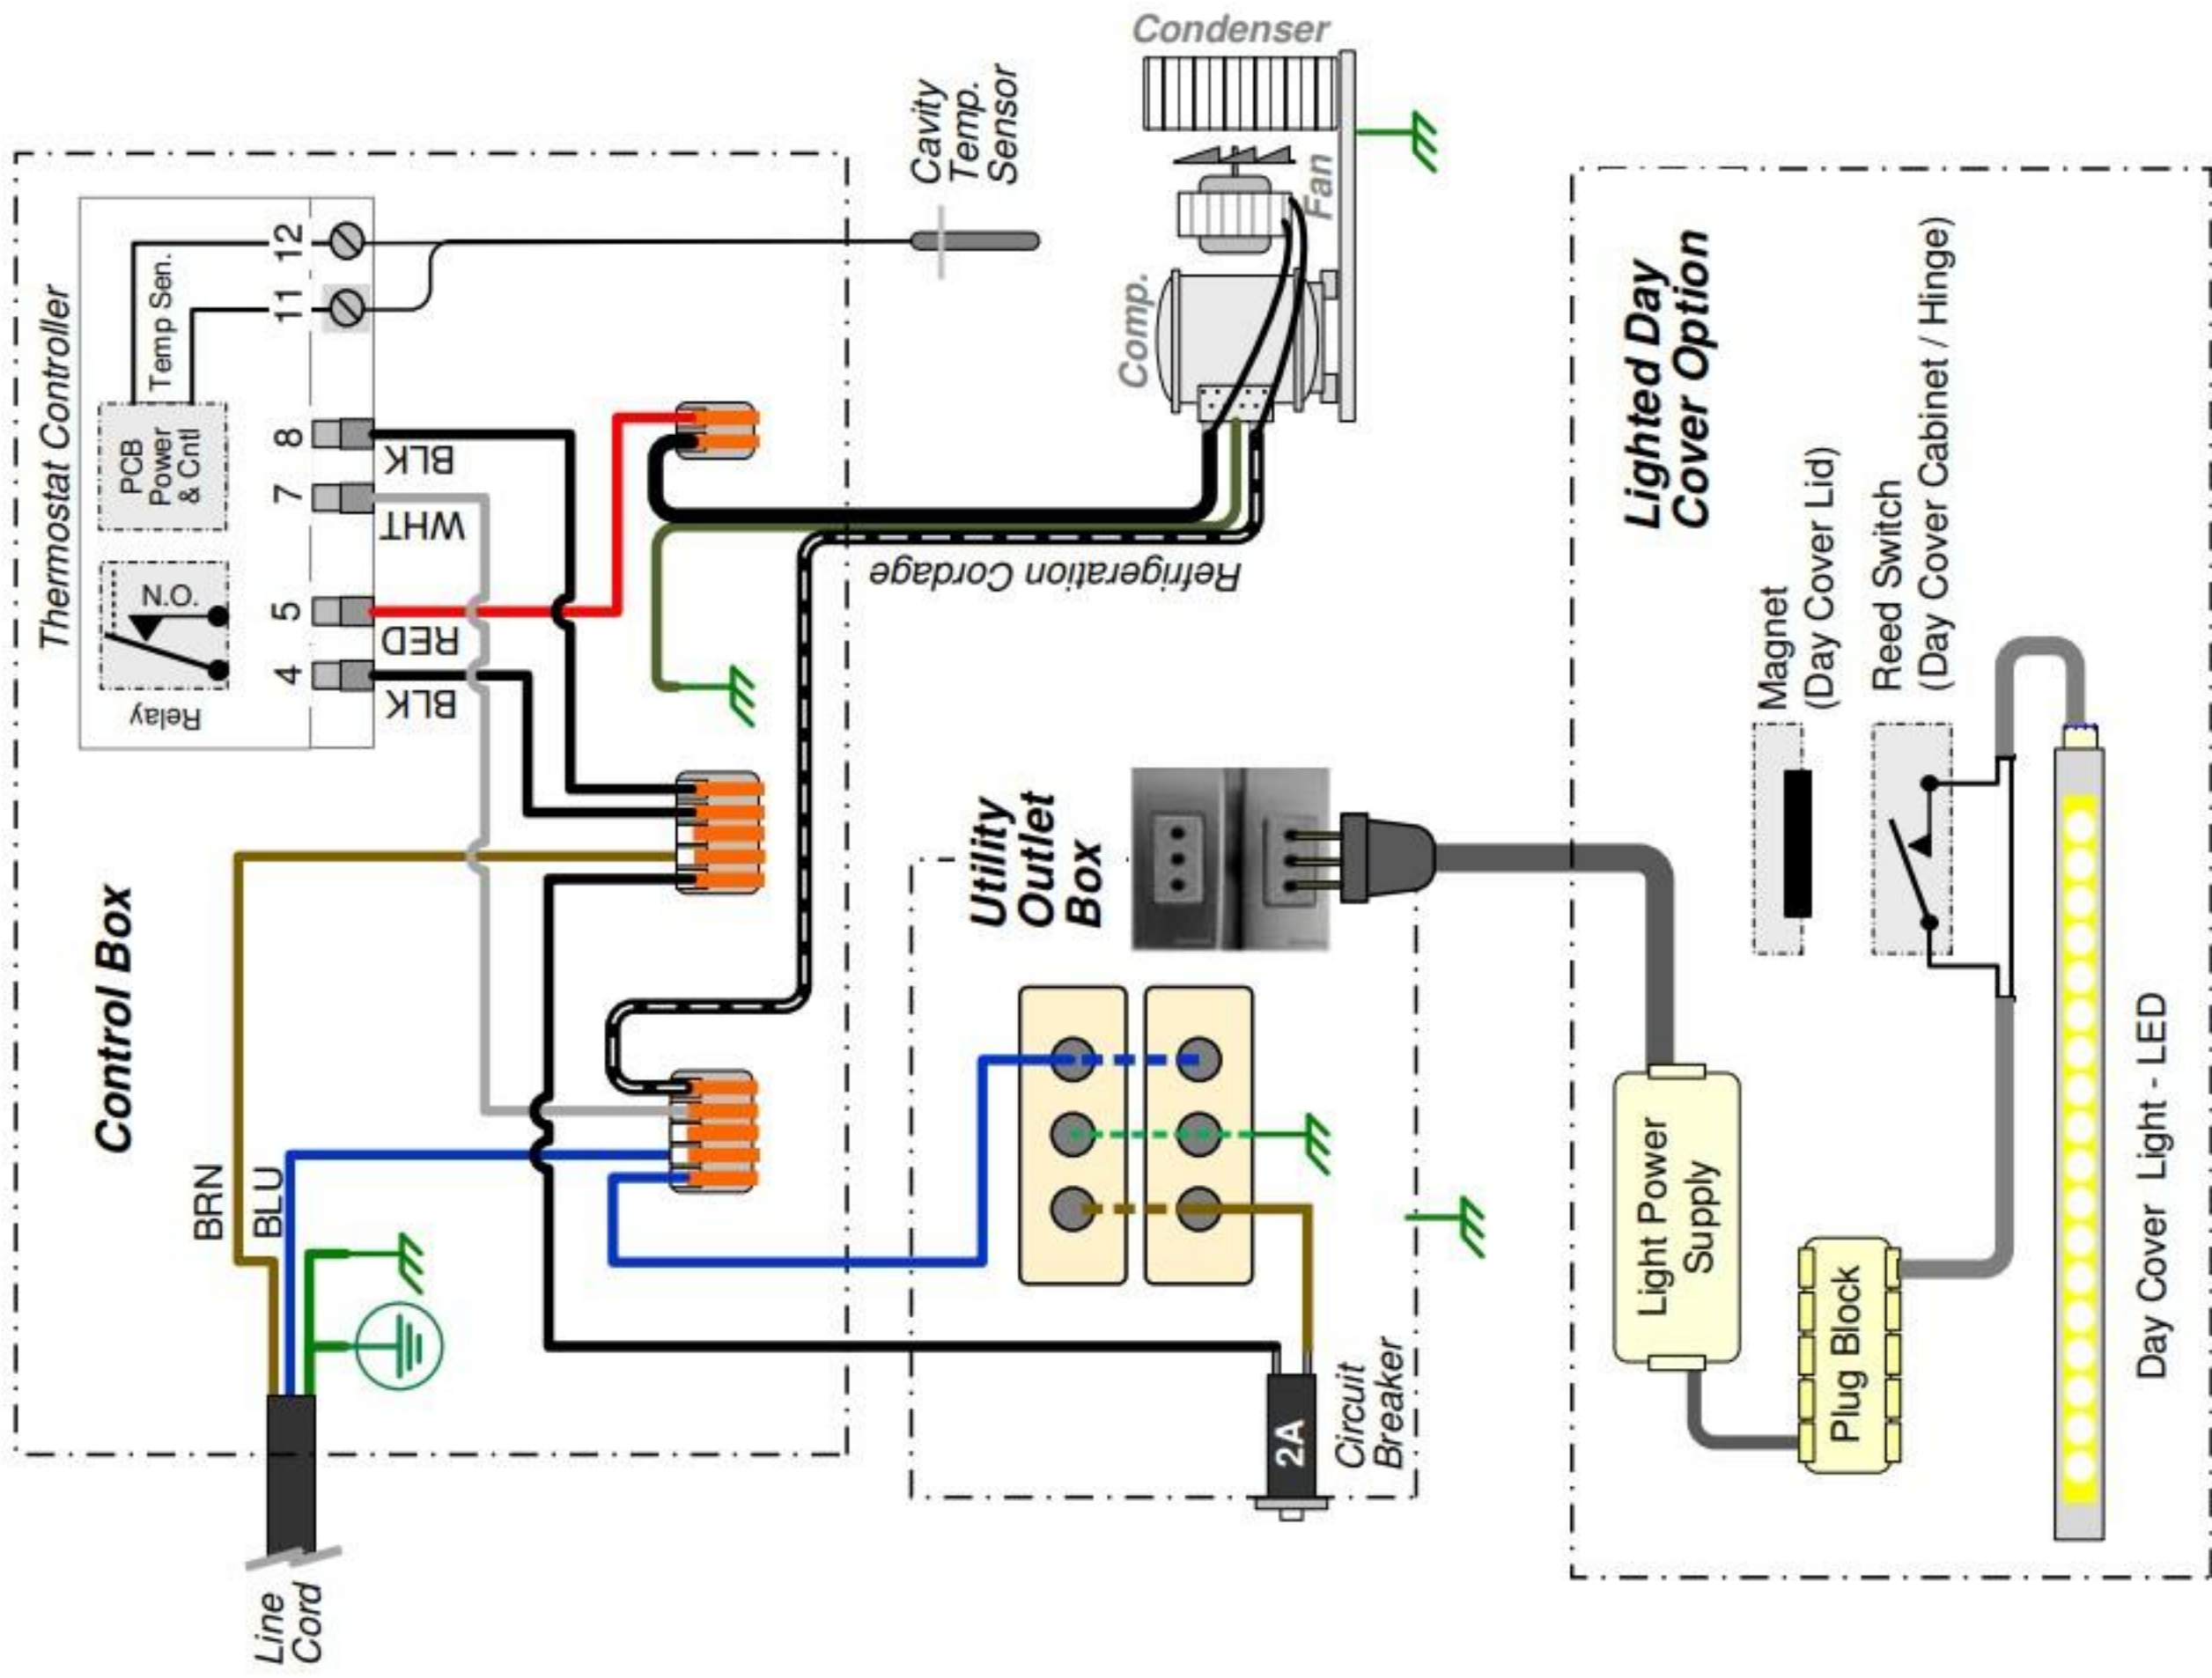 Thermostat Controller
PCB
Power
& Cntl
Temp Sen.
N.O.
Relay
4
5
7
8
11
12
BLK
RED
WHT
BLK
Control Box
BRN
BLU
Line
Cord
Cavity
Temp.
Sensor
Condenser
Fan
Comp.
Refrigeration Cordage
Utility
Outlet
Box
2A
Circuit
Breaker
Lighted Day
Cover Option
Magnet
(Day Cover Lid)
Reed Switch
(Day Cover Cabinet / Hinge)
Light Power
Supply
Plug Block
Day Cover Light - LED